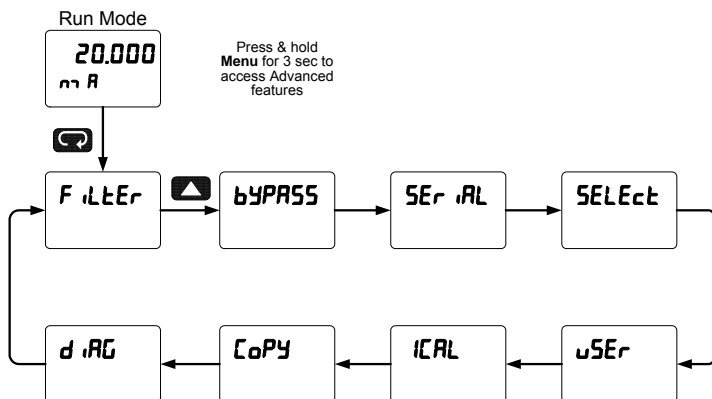 Run Mode
20.000
mA
Press & hold
Menu for 3 sec to
access Advanced
features
FiLtEr
bYPASS
SEriAL
SELEct
diAG
CoPY
ICAL
uSEr